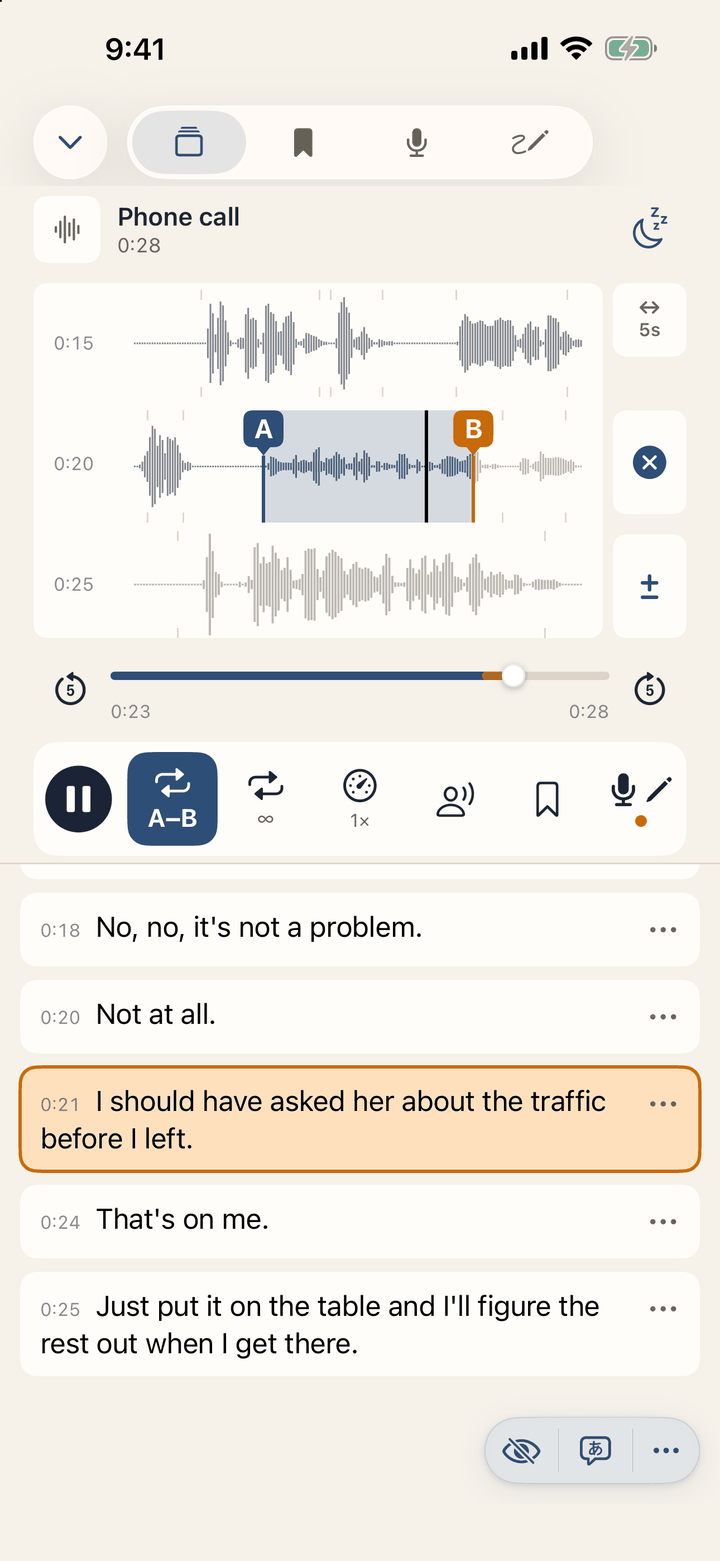 9:41
Phone call
0:28
z z z z
0:15
5s
A
B
0:20
0:25
5
5
0:23
0:28
A–B
∞
1×
0:18 No, no, it's not a problem.
0:20 Not at all.
0:21 I should have asked her about the traffic
before I left.
0:24 That's on me.
0:25 Just put it on the table and I'll figure the
rest out when I get there.
あ